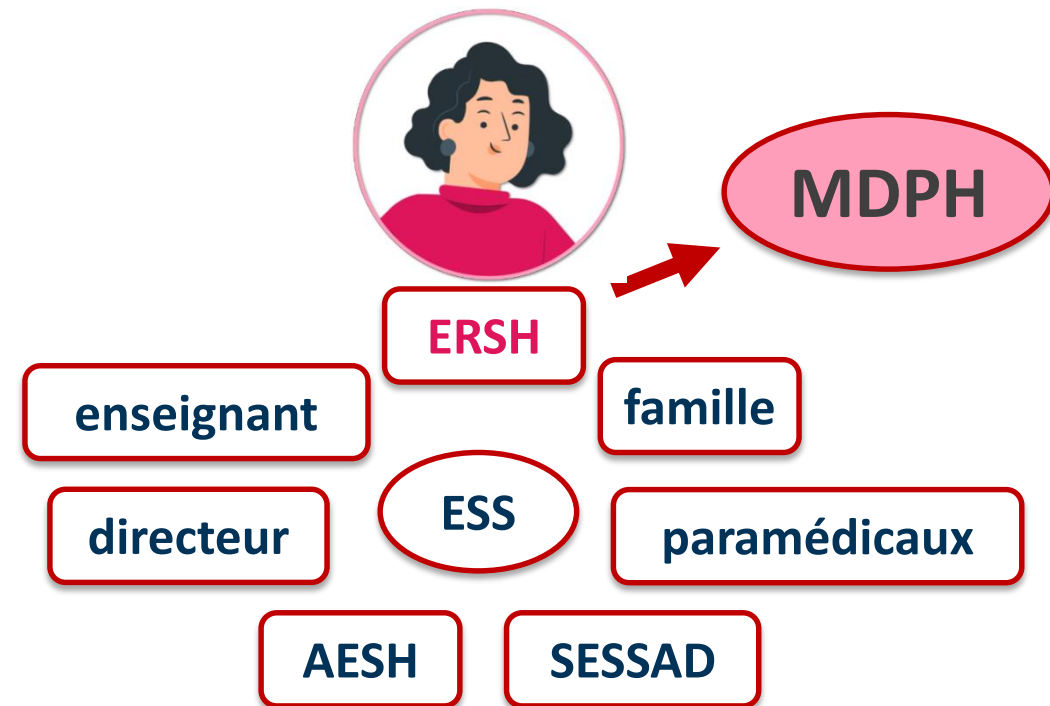 MDPH
ERSH
enseignant
famille
directeur
ESS
paramédicaux
AESH
SESSAD